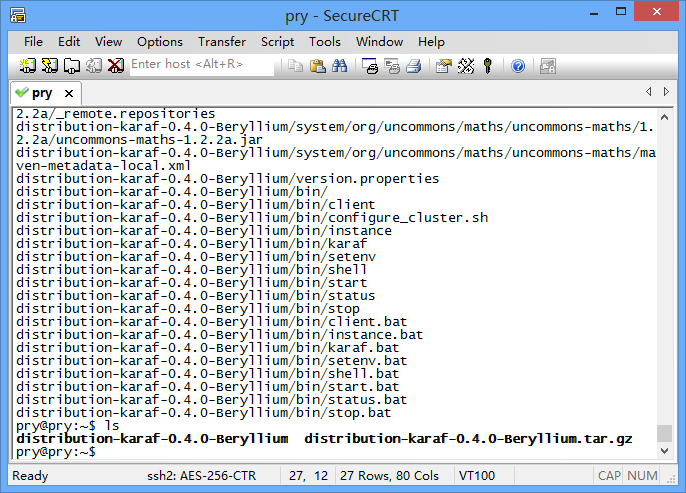 pry - SecureCRT
File Edit View Options Transfer Script Tools Window Help
Enter host <Alt+R>
pry
2.2a/_remote.repositories
distribution-karaf-0.4.0-Beryllium/system/org/uncommons/maths/uncommons-maths/1.
2.2a/uncommons-maths-1.2.2a.jar
distribution-karaf-0.4.0-Beryllium/system/org/uncommons/maths/uncommons-maths/ma
ven-metadata-local.xml
distribution-karaf-0.4.0-Beryllium/version.properties
distribution-karaf-0.4.0-Beryllium/bin/
distribution-karaf-0.4.0-Beryllium/bin/client
distribution-karaf-0.4.0-Beryllium/bin/configure_cluster.sh
distribution-karaf-0.4.0-Beryllium/bin/instance
distribution-karaf-0.4.0-Beryllium/bin/karaf
distribution-karaf-0.4.0-Beryllium/bin/setenv
distribution-karaf-0.4.0-Beryllium/bin/shell
distribution-karaf-0.4.0-Beryllium/bin/start
distribution-karaf-0.4.0-Beryllium/bin/status
distribution-karaf-0.4.0-Beryllium/bin/stop
distribution-karaf-0.4.0-Beryllium/bin/client.bat
distribution-karaf-0.4.0-Beryllium/bin/instance.bat
distribution-karaf-0.4.0-Beryllium/bin/karaf.bat
distribution-karaf-0.4.0-Beryllium/bin/setenv.bat
distribution-karaf-0.4.0-Beryllium/bin/shell.bat
distribution-karaf-0.4.0-Beryllium/bin/start.bat
distribution-karaf-0.4.0-Beryllium/bin/status.bat
distribution-karaf-0.4.0-Beryllium/bin/stop.bat
pry@pry:~$ ls
distribution-karaf-0.4.0-Beryllium  distribution-karaf-0.4.0-Beryllium.tar.gz
pry@pry:~$
Ready ssh2: AES-256-CTR 27, 12 27 Rows, 80 Cols VT100 CAP NUM